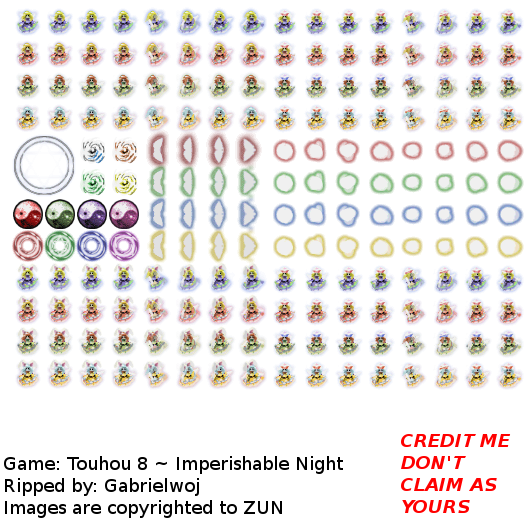 Game: Touhou 8 ~ Imperishable Night
Ripped by: Gabrielwoj
Images are copyrighted to ZUN
CREDIT ME
DON'T
CLAIM AS
YOURS